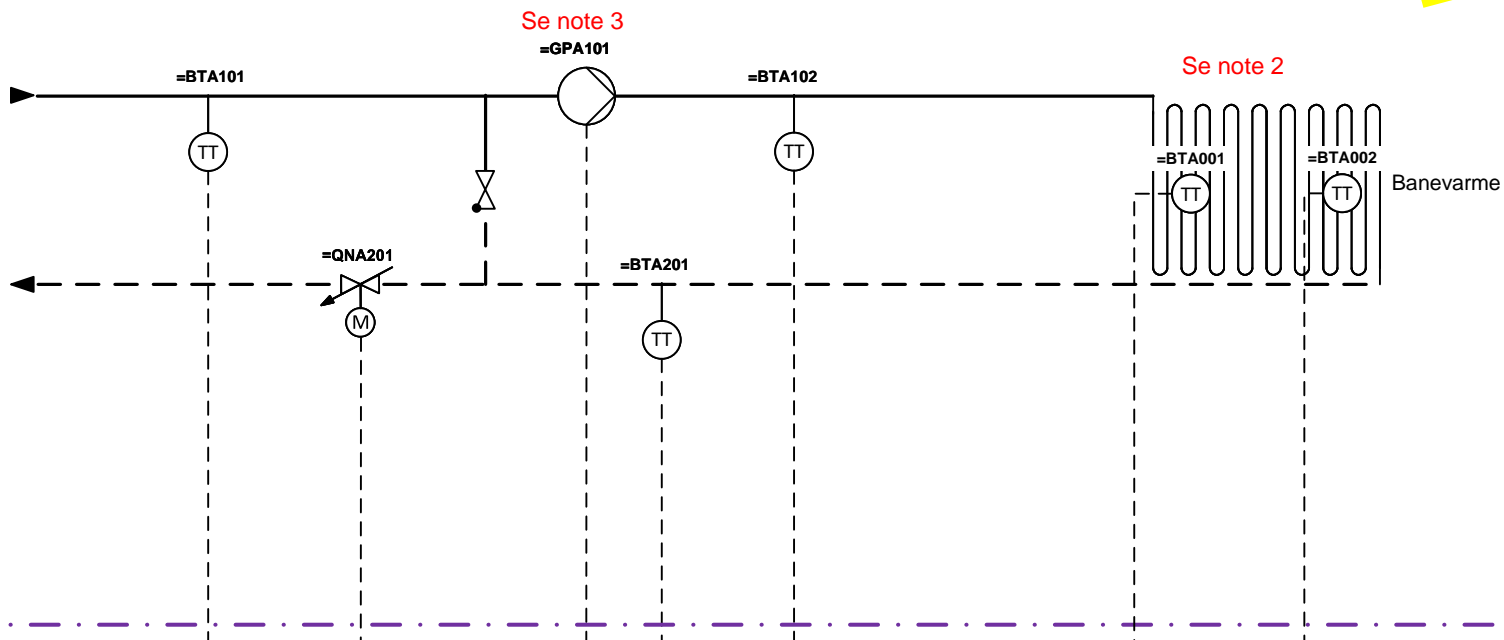 Se note 3
=GPA101
=BTA101
=BTA102
Se note 2
TT
TT
=BTA001
=BTA002
TT
TT
Banevarme
=QNA201
=BTA201
M
TT